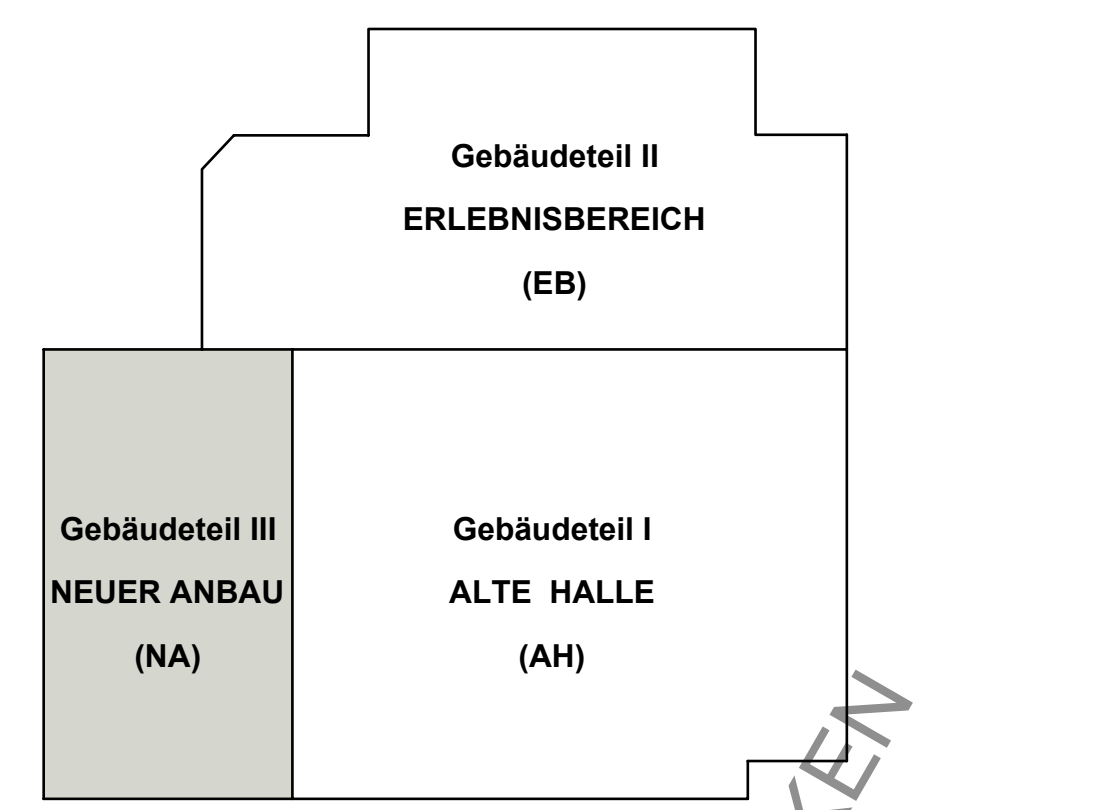 Gebäudeteil II
ERLEBNISBEREICH
(EB)
Gebäudeteil III
NEUER ANBAU
(NA)
Gebäudeteil I
ALTE HALLE
(AH)